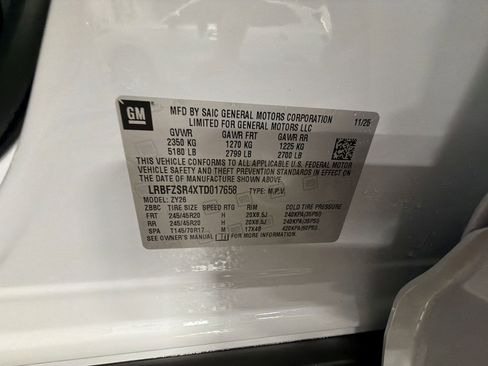 GM
MFD BY SAIC GENERAL MOTORS CORPORATION 11/25
LIMITED FOR GENERAL MOTORS LLC
GVWR GAWR FRT GAWR RR
2350 KG 1270 KG 1225 KG
5180 LB 2799 LB 2700 LB
THIS VEHICLE CONFORMS TO ALL APPLICABLE U.S. FEDERAL MOTOR
VEHICLE SAFETY AND THEFT PREVENTION STANDARDS IN EFFECT ON
THE DATE OF MANUFACTURE SHOWN ABOVE.
LRBFZSR4XTD017658 TYPE: M.P.V.
MODEL: ZY26
ZBBC TIRE SIZE SPEED RTG RIM COLD TIRE PRESSURE
FRT 245/45R20 H 20X8.5J 240KPA(35PSI)
RR 245/45R20 H 20X8.5J 240KPA(35PSI)
SPA T145/70R17 M 17X4B 420KPA(60PSI)
SEE OWNER'S MANUAL FOR MORE INFORMATION.